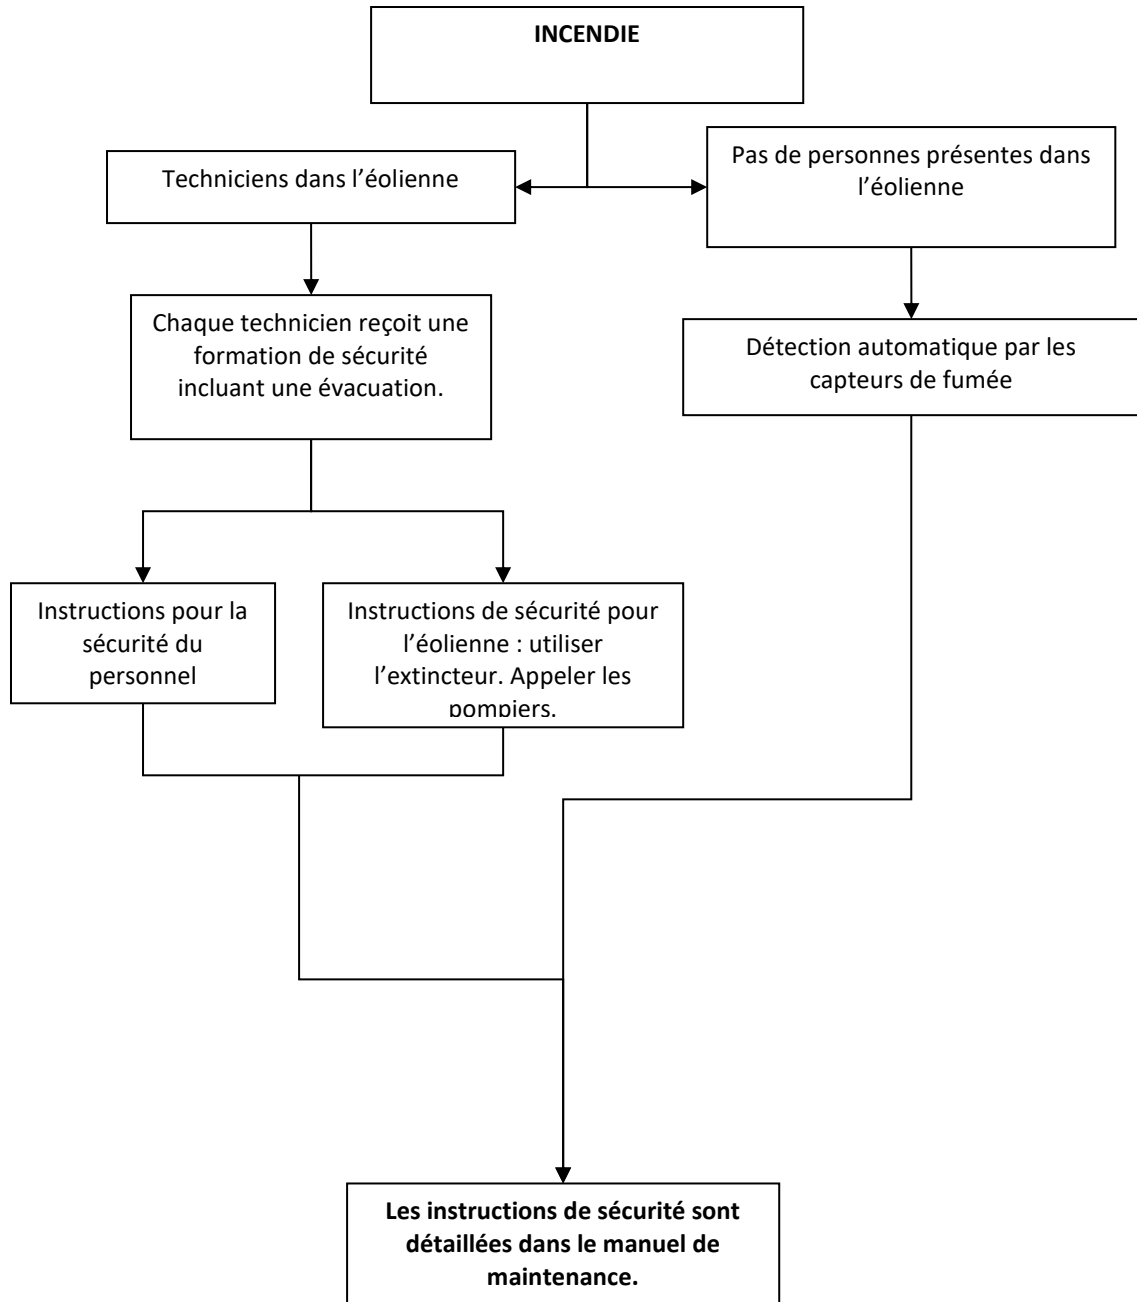 INCENDIE
Techniciens dans l’éolienne
Pas de personnes présentes dans
l’éolienne
Chaque technicien reçoit une
formation de sécurité
incluant une évacuation.
Détection automatique par les
capteurs de fumée
Instructions pour la
sécurité du
personnel
Instructions de sécurité pour
l’éolienne : utiliser
l’extincteur. Appeler les
pompiers.
Les instructions de sécurité sont
détaillées dans le manuel de
maintenance.